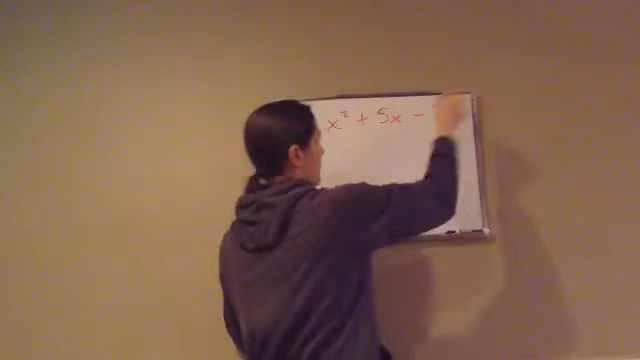 x² + 5x -